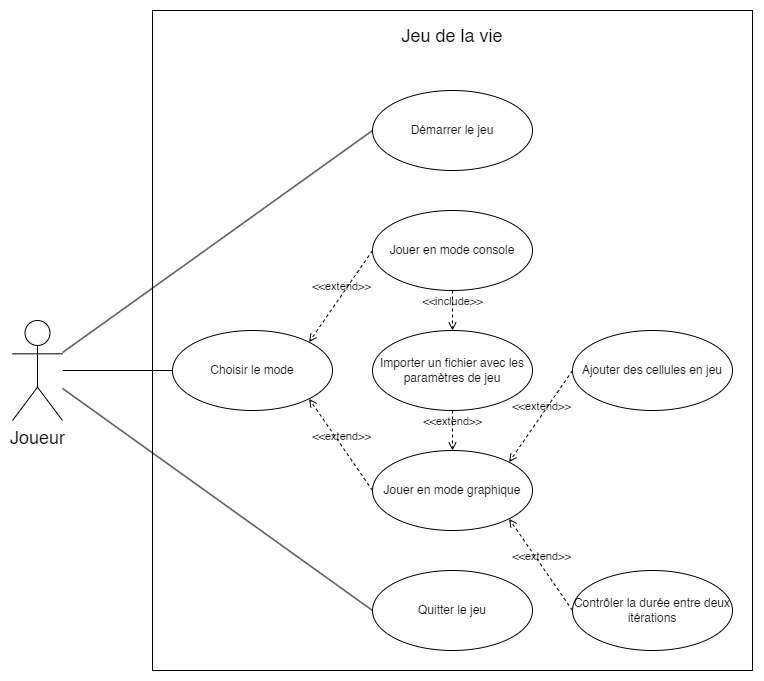 Jeu de la vie
Démarrer le jeu
Jouer en mode console
<<extend>>
<<include>>
Choisir le mode
Importer un fichier avec les
paramètres de jeu
Ajouter des cellules en jeu
<<extend>>
<<extend>>
<<extend>>
Joueur
Jouer en mode graphique
<<extend>>
Quitter le jeu
Contrôler la durée entre deux
itérations